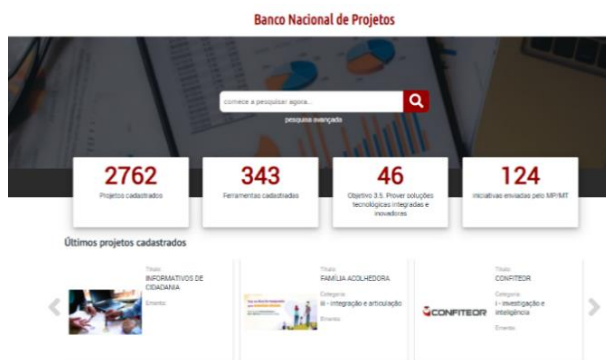 Banco Nacional de Projetos
comece a pesquisar agora...
pesquisa avançada
2762
Projetos cadastrados
343
Ferramentas cadastradas
46
Objetivo 3.5. Prover soluções
tecnológicas integradas e
inovadoras
124
Iniciativas enviadas pelo MP/MT
Últimos projetos cadastrados
Título:
INFORMATIVOS DE
CIDADANIA
Ementa:
Título:
FAMÍLIA ACOLHEDORA
Categoria:
III - integração e articulação
Ementa:
CONFITEOR
Título:
CONFITEOR
Categoria:
I - investigação e
inteligência
Ementa: